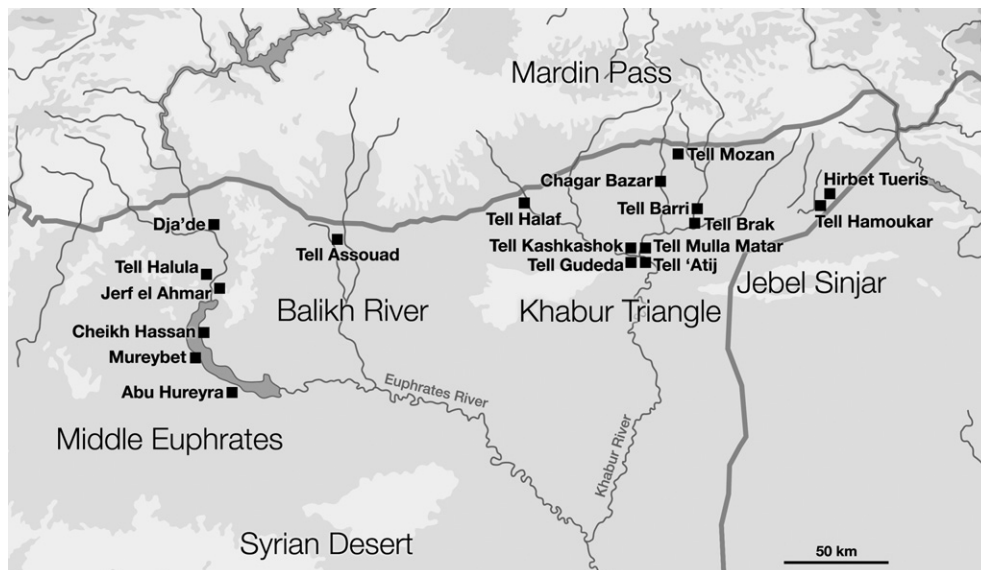 Mardin Pass
Tell Mozan
Chagar Bazar
Hirbet Tueris
Tell Halaf
Tell Barri
Tell Brak
Tell Hamoukar
Dja’de
Tell Assouad
Tell Kashkashok
Tell Mulla Matar
Tell Gudeda
Tell ‘Atij
Tell Halula
Jerf el Ahmar
Jebel Sinjar
Balikh River
Khabur Triangle
Cheikh Hassan
Mureybet
Abu Hureyra
Euphrates River
Middle Euphrates
Khabur River
Syrian Desert
50 km